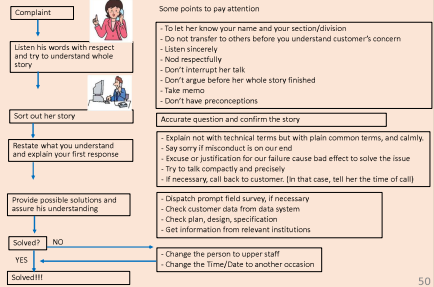 Complaint
Some points to pay attention
Listen his words with respect
and try to understand whole
story
- To let her know your name and your section/division
- Do not transfer to others before you understand customer's concern
- Listen sincerely
- Nod respectfully
- Don't interrupt her talk
- Don't argue before her whole story finished
- Take memo
- Don't have preconceptions
Sort out her story
Accurate question and confirm the story
Restate what you understand
and explain your first response
- Explain not with technical terms but with plain common terms, and calmly.
- Say sorry if misconduct is on our end
- Excuse or justification for our failure cause bad effect to solve the issue
- Try to talk compactly and precisely
- If necessary, call back to customer. (In that case, tell her the time of call)
Provide possible solutions and
assure his understanding
- Dispatch prompt field survey, if necessary
- Check customer data from data system
- Check plan, design, specification
- Get information from relevant institutions
Solved?
NO
YES
- Change the person to upper staff
- Change the Time/Date to another occasion
Solved!!!
50